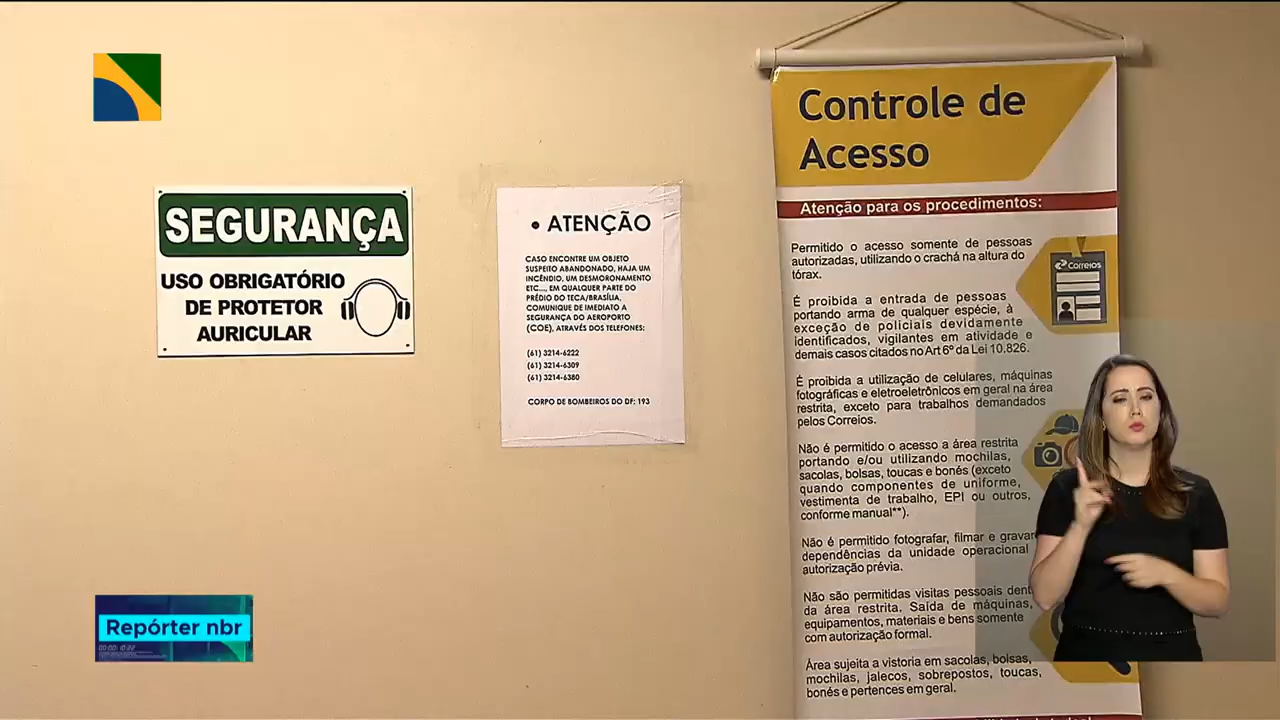 SEGURANÇA
USO OBRIGATÓRIO
DE PROTETOR
AURICULAR
• ATENÇÃO
CASO ENCONTRE UM OBJETO
SUSPEITO ABANDONADO, HAJA UM
INCÊNDIO, UM DESMORONAMENTO
ETC..., EM QUALQUER PARTE DO
PRÉDIO DO TECA/BRASÍLIA,
COMUNIQUE DE IMEDIATO A
SEGURANÇA DO AEROPORTO
(COE), ATRAVÉS DOS TELEFONES:
(61) 3214-6222
(61) 3214-6309
(61) 3214-6380
CORPO DE BOMBEIROS DO DF: 193
Controle de
Acesso
Atenção para os procedimentos:
Permitido o acesso somente de pessoas
autorizadas, utilizando o crachá na altura do
tórax.
Correios
É proibida a entrada de pessoas
portando arma de qualquer espécie, à
exceção de policiais devidamente
identificados, vigilantes em atividade e
demais casos citados no Art 6º da Lei 10.826.
É proibida a utilização de celulares, máquinas
fotográficas e eletroeletrônicos em geral na área
restrita, exceto para trabalhos demandados
pelos Correios.
Não é permitido o acesso a área restrita
portando e/ou utilizando mochilas,
sacolas, bolsas, toucas e bonés (exceto
quando componentes de uniforme,
vestimenta de trabalho, EPI ou outros,
conforme manual**).
Não é permitido fotografar, filmar e gravar
dependências da unidade operacional
autorização prévia.
Não são permitidas visitas pessoais dent
da área restrita. Saída de máquinas,
equipamentos, materiais e bens somente
com autorização formal.
Área sujeita a vistoria em sacolas, bolsas,
mochilas, jalecos, sobrepostos, toucas,
bonés e pertences em geral.
Repórter nbr